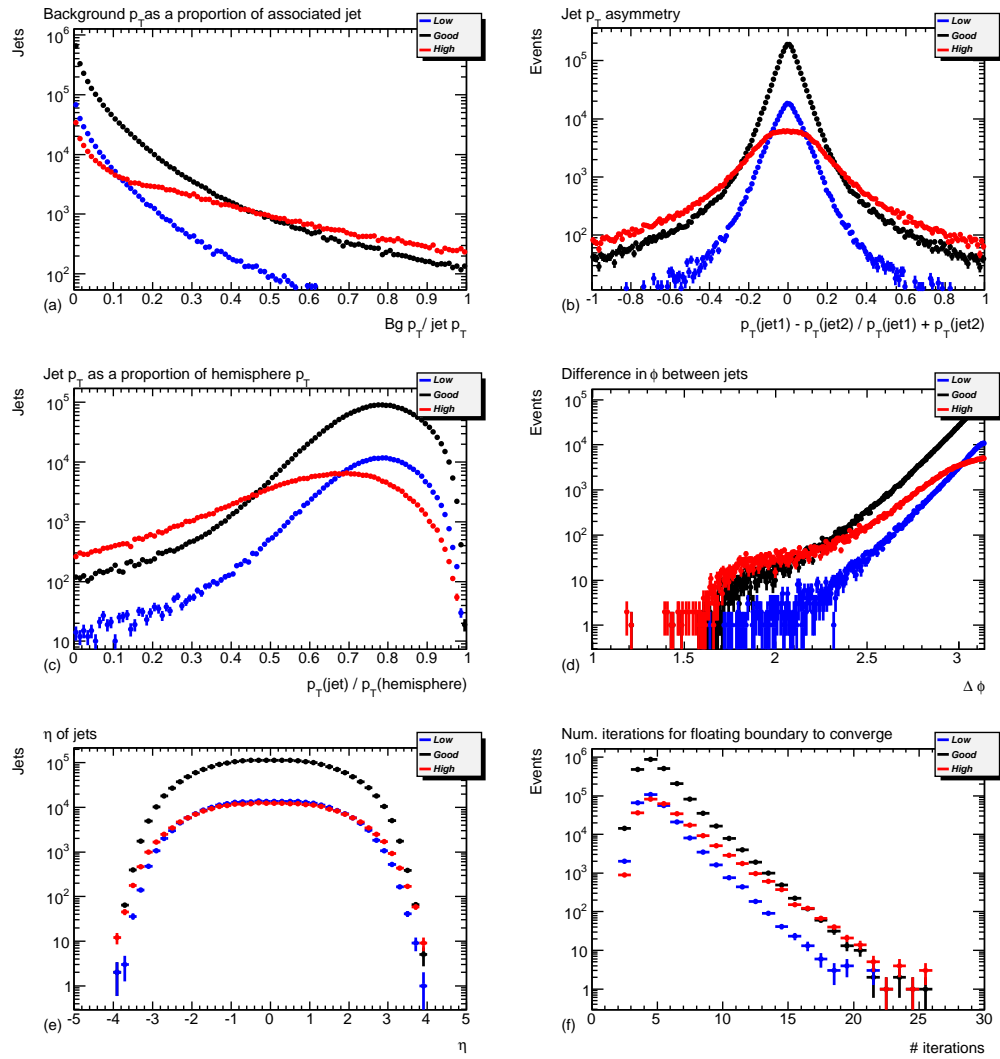 Background p_T as a proportion of associated jet
Jets
Low
Good
High
10^6
10^5
10^4
10^3
10^2
0 0.1 0.2 0.3 0.4 0.5 0.6 0.7 0.8 0.9 1
(a)
Bg p_T / jet p_T
Jet p_T asymmetry
Events
Low
Good
High
10^5
10^4
10^3
10^2
-1 -0.8 -0.6 -0.4 -0.2 0 0.2 0.4 0.6 0.8 1
(b)
p_T(jet1) - p_T(jet2) / p_T(jet1) + p_T(jet2)
Jet p_T as a proportion of hemisphere p_T
Jets
Low
Good
High
10^5
10^4
10^3
10^2
10
0 0.1 0.2 0.3 0.4 0.5 0.6 0.7 0.8 0.9 1
(c)
p_T(jet) / p_T(hemisphere)
Difference in ϕ between jets
Events
Low
Good
High
10^5
10^4
10^3
10^2
10
1
1 1.5 2 2.5 3
(d)
Δ ϕ
η of jets
Jets
Low
Good
High
10^5
10^4
10^3
10^2
10
1
-5 -4 -3 -2 -1 0 1 2 3 4 5
(e)
η
Num. iterations for floating boundary to converge
Events
Low
Good
High
10^6
10^5
10^4
10^3
10^2
10
1
0 5 10 15 20 25 30
(f)
# iterations